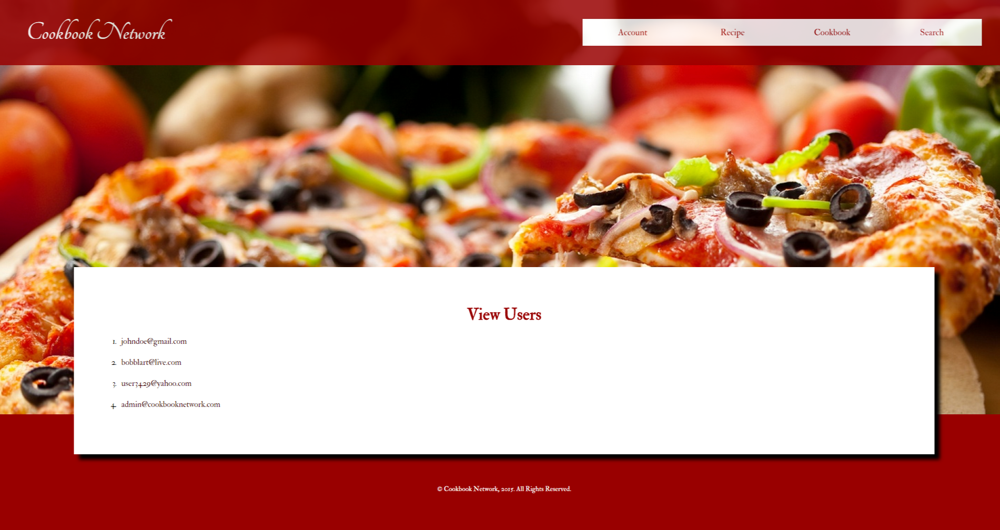 Cookbook Network
Account Recipe Cookbook Search
View Users
1. johndoe@gmail.com
2. bobblart@live.com
3. user3429@yahoo.com
4. admin@cookbooknetwork.com
© Cookbook Network, 2015. All Rights Reserved.